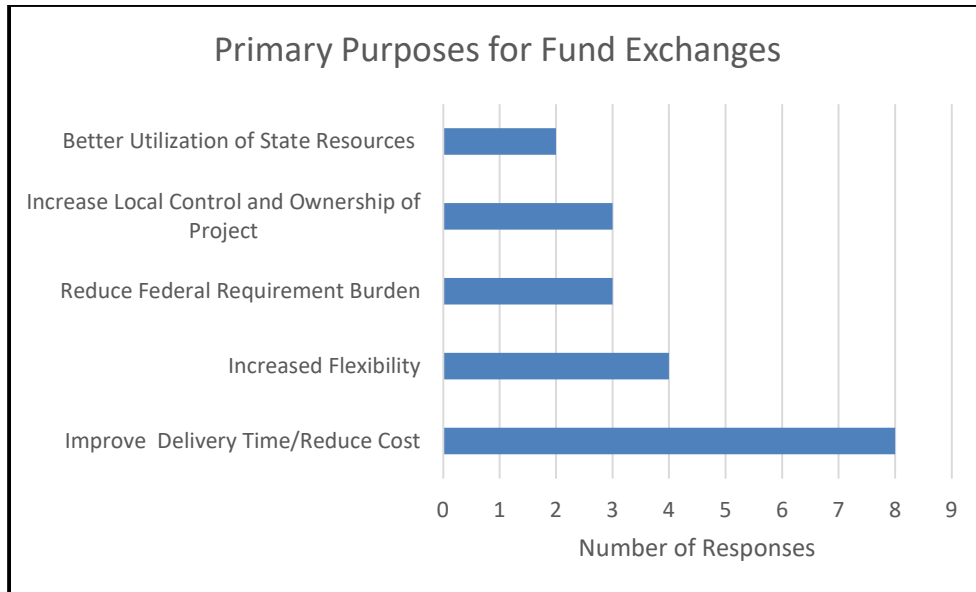 Primary Purposes for Fund Exchanges
Better Utilization of State Resources
Increase Local Control and Ownership of
Project
Reduce Federal Requirement Burden
Increased Flexibility
Improve  Delivery Time/Reduce Cost
0 1 2 3 4 5 6 7 8 9
Number of Responses